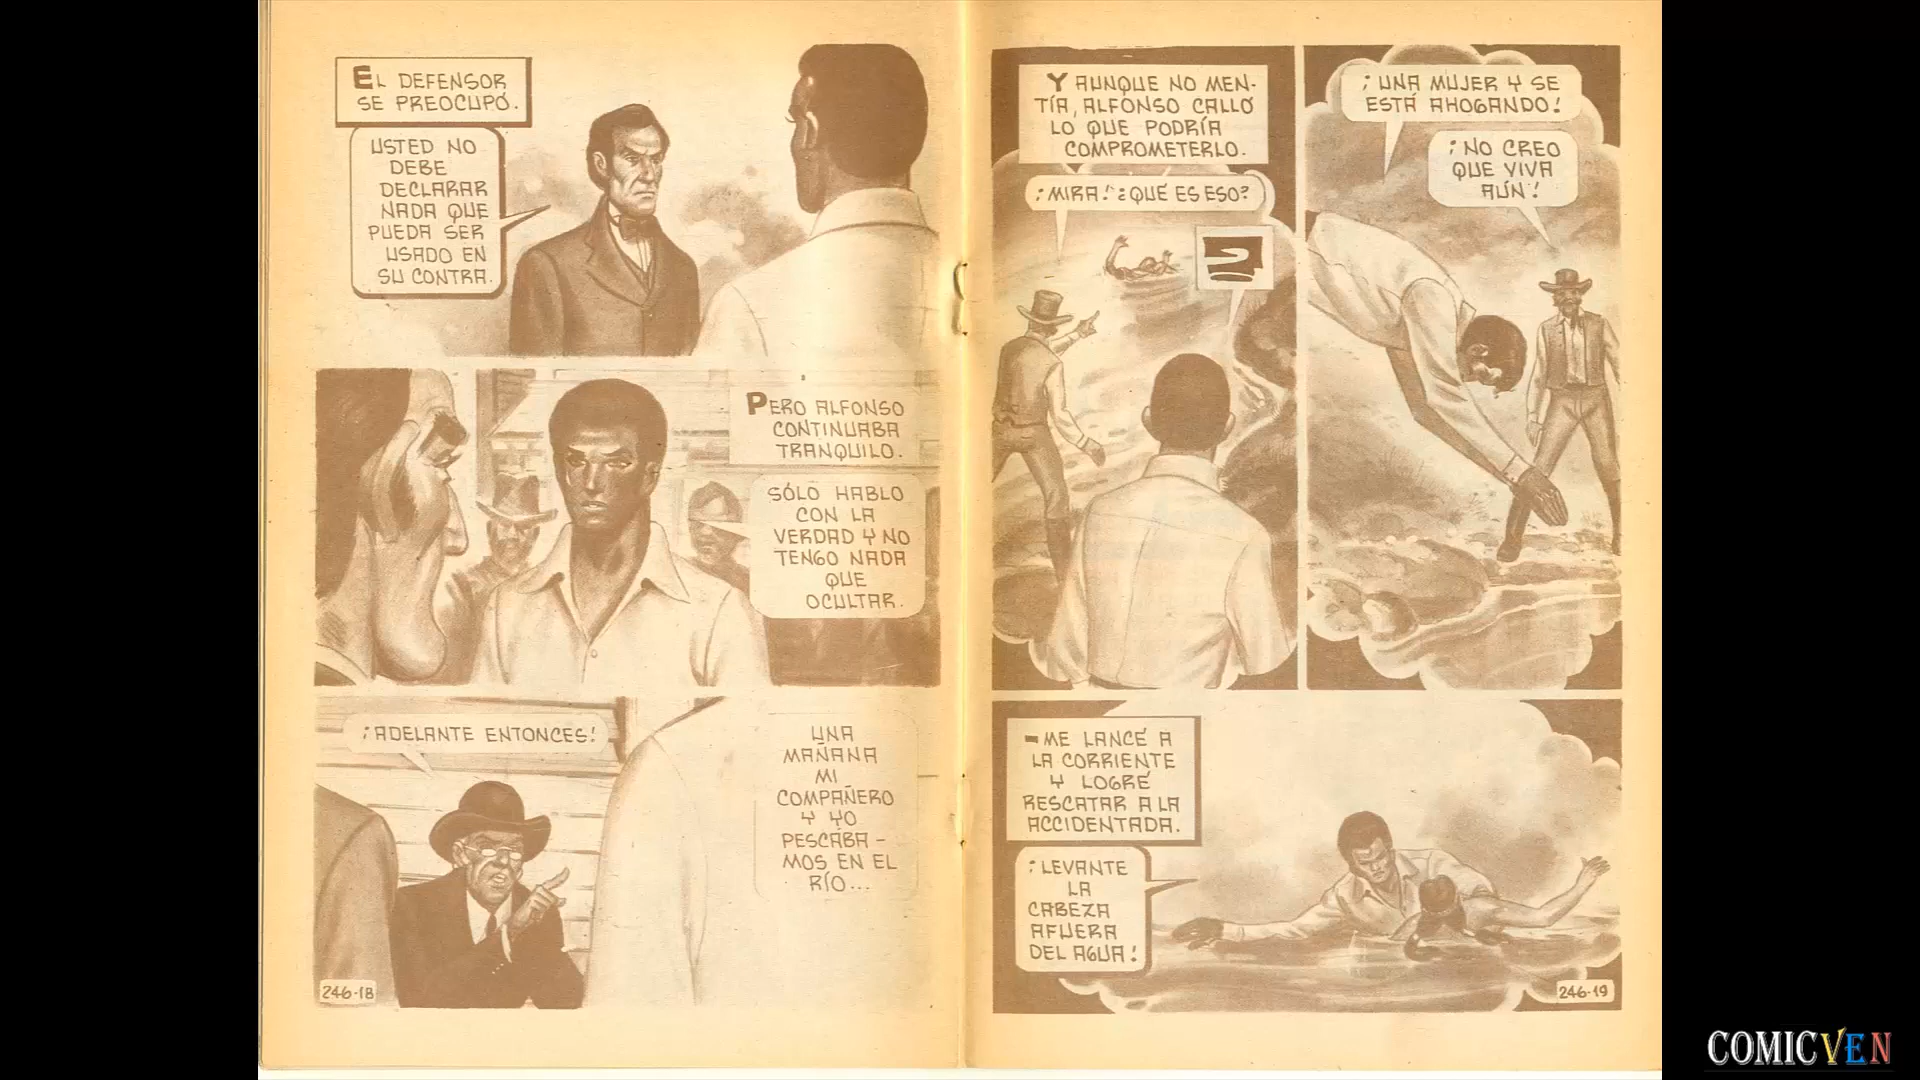 EL DEFENSOR
SE PREOCUPÓ.
USTED NO
DEBE
DECLARAR
NADA QUE
PUEDA SER
USADO EN
SU CONTRA.
PERO ALFONSO
CONTINUABA
TRANQUILO.
SÓLO HABLO
CON LA
VERDAD Y NO
TENGO NADA
QUE
OCULTAR.
¡ADELANTE ENTONCES!
UNA
MAÑANA
MI
COMPAÑERO
Y YO
PESCÁBA-
MOS EN EL
RÍO...
246-18
Y AUNQUE NO MEN-
TÍA, ALFONSO CALLÓ
LO QUE PODRÍA
COMPROMETERLO.
¡MIRA! ¿QUÉ ES ESO?
?
¡UNA MUJER Y SE
ESTÁ AHOGANDO!
¡NO CREO
QUE VIVA
AÚN!
-ME LANCÉ A
LA CORRIENTE
Y LOGRÉ
RESCATAR A LA
ACCIDENTADA.
¡LEVANTE
LA
CABEZA
AFUERA
DEL AGUA!
246-19
COMICVEN